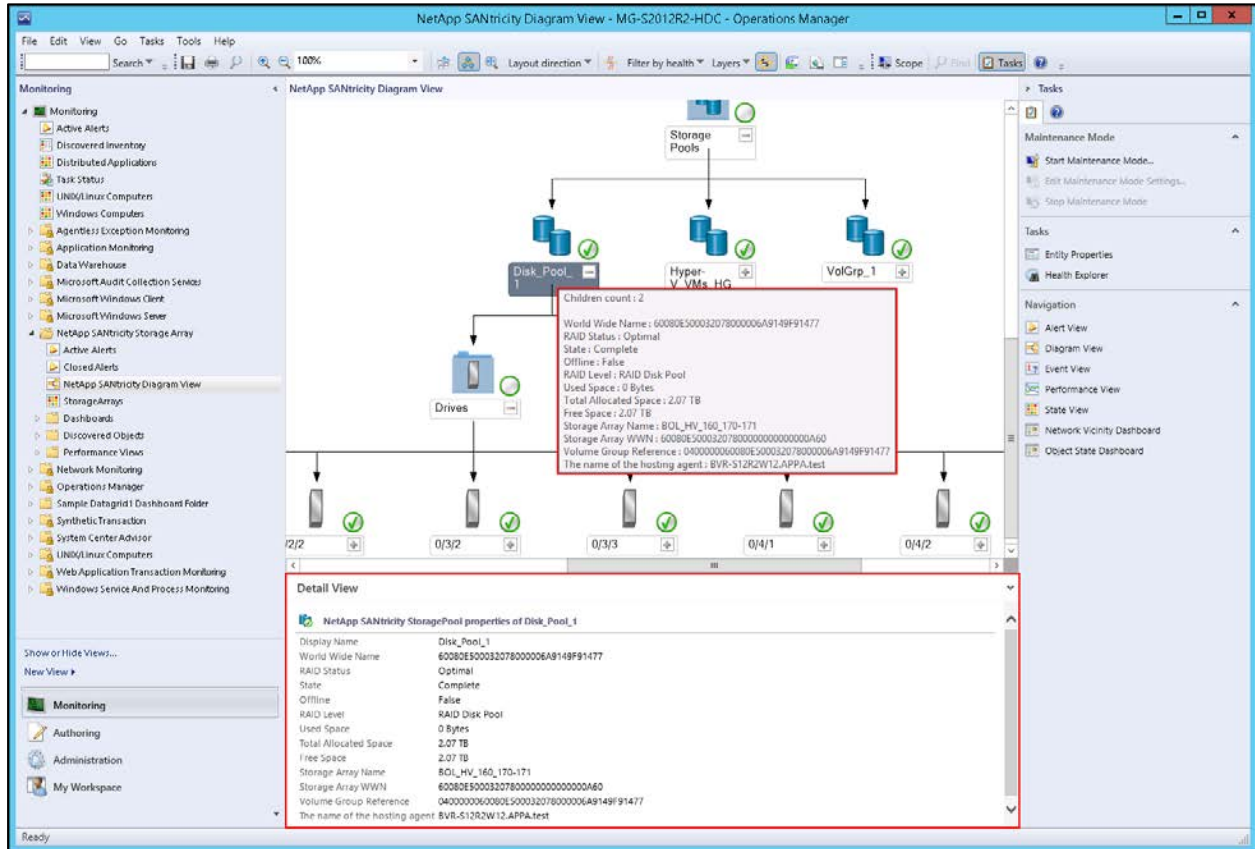 NetApp SANtricity Diagram View - MG-S2012R2-HDC - Operations Manager
File Edit View Go Tasks Tools Help
Search 100% Layout direction Filter by health Layers Scope Find Tasks
Monitoring
Monitoring
Active Alerts
Discovered Inventory
Distributed Applications
Task Status
UNIX/Linux Computers
Windows Computers
Agentless Exception Monitoring
Application Monitoring
Data Warehouse
Microsoft Audit Collection Services
Microsoft Windows Client
Microsoft Windows Server
NetApp SANtricity Storage Array
Active Alerts
Closed Alerts
NetApp SANtricity Diagram View
StorageArrays
Dashboards
Discovered Objects
Performance Views
Network Monitoring
Operations Manager
Sample Datagrid1 Dashboard Folder
Synthetic Transaction
System Center Advisor
UNIX/Linux Computers
Web Application Transaction Monitoring
Windows Service And Process Monitoring
Show or Hide Views...
New View
Monitoring
Authoring
Administration
My Workspace
NetApp SANtricity Diagram View
Storage
Pools
Disk_Pool_
1
Hyper-
V_VMs_HG
VolGrp_1
Children count : 2
World Wide Name : 60080E500032078000006A9149F91477
RAID Status : Optimal
State : Complete
Offline : False
RAID Level : RAID Disk Pool
Used Space : 0 Bytes
Total Allocated Space : 2.07 TB
Free Space : 2.07 TB
Storage Array Name : BOL_HV_160_170-171
Storage Array WWN : 60080E50003207800000000000000A60
Volume Group Reference : 0400000060080E500032078000006A9149F91477
The name of the hosting agent : BVR-S12R2W12.APPA.test
Drives
/2/2
0/3/2
0/3/3
0/4/1
0/4/2
Detail View
NetApp SANtricity StoragePool properties of Disk_Pool_1
Display Name Disk_Pool_1
World Wide Name 60080E500032078000006A9149F91477
RAID Status Optimal
State Complete
Offline False
RAID Level RAID Disk Pool
Used Space 0 Bytes
Total Allocated Space 2.07 TB
Free Space 2.07 TB
Storage Array Name BOL_HV_160_170-171
Storage Array WWN 60080E50003207800000000000000A60
Volume Group Reference 0400000060080E500032078000006A9149F91477
The name of the hosting agent BVR-S12R2W12.APPA.test
Tasks
Maintenance Mode
Start Maintenance Mode...
Edit Maintenance Mode Settings...
Stop Maintenance Mode
Tasks
Entity Properties
Health Explorer
Navigation
Alert View
Diagram View
Event View
Performance View
State View
Network Vicinity Dashboard
Object State Dashboard
Ready